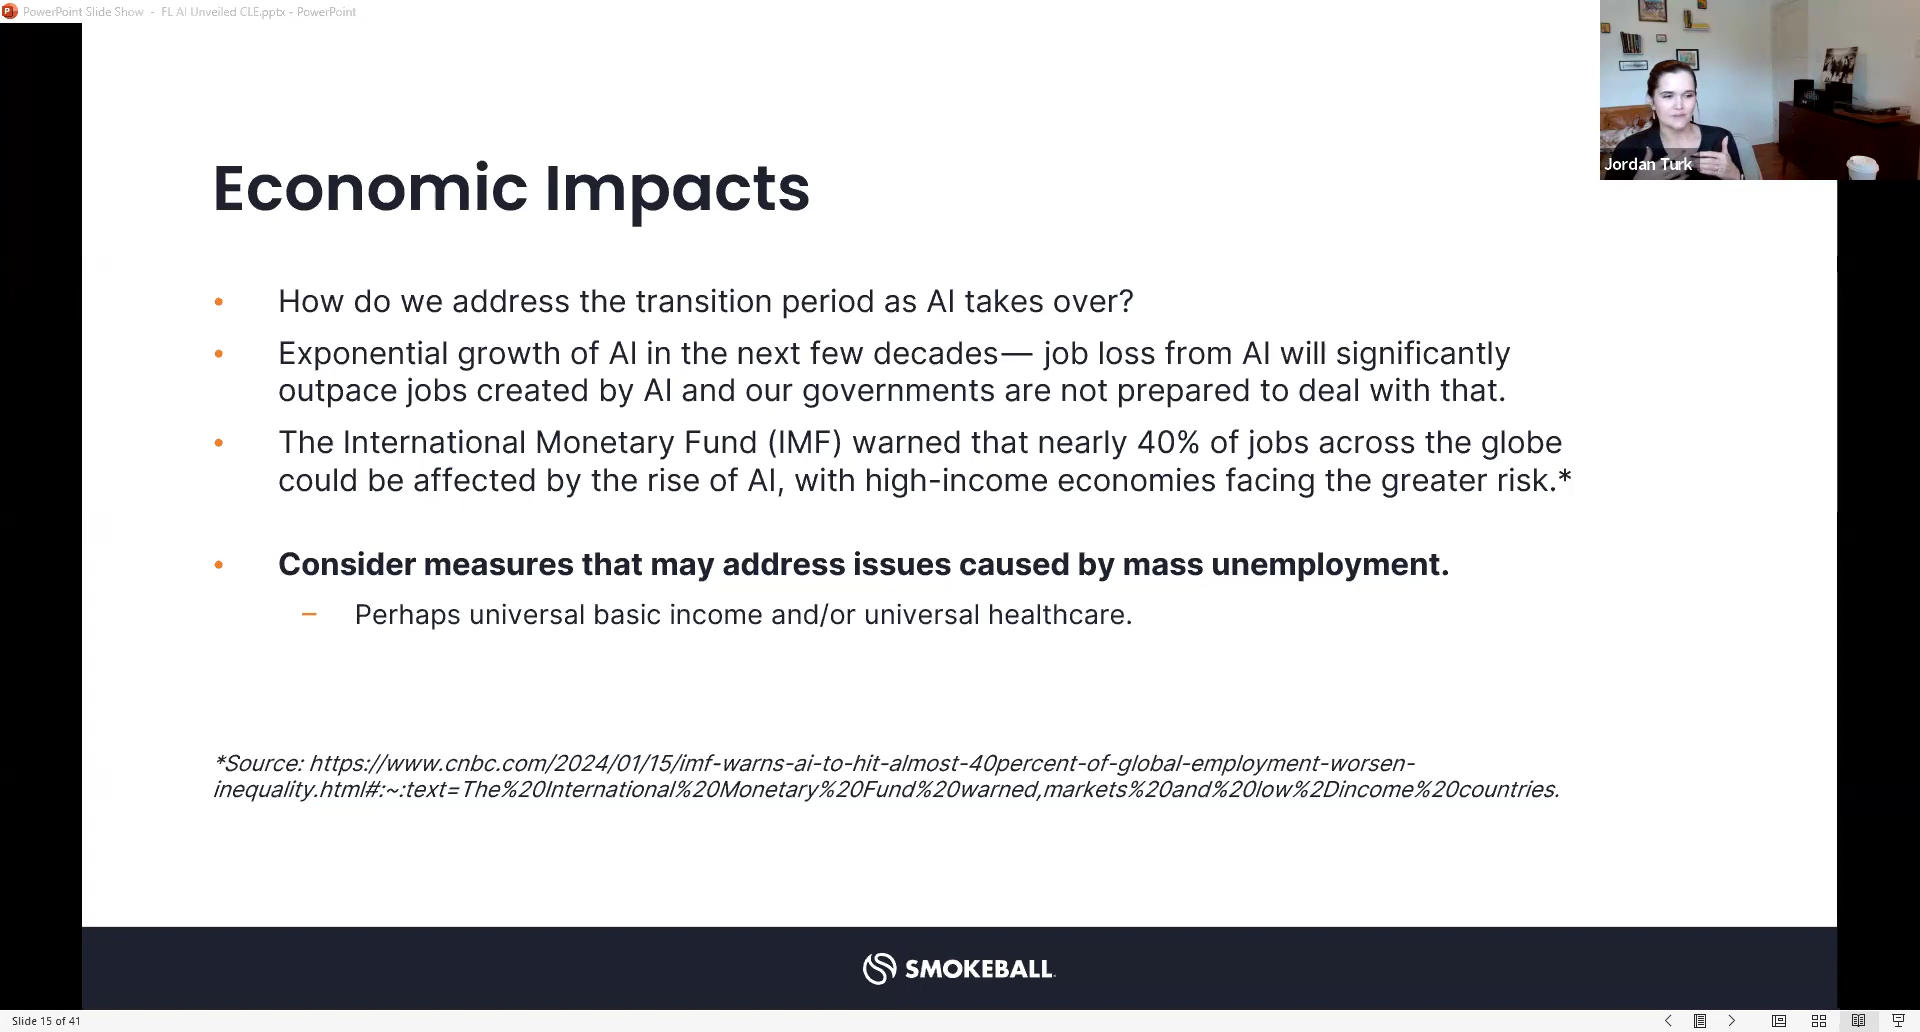 PowerPoint Slide Show - FL AI Unveiled CLE.pptx - PowerPoint
Jordan Turk
Economic Impacts
• How do we address the transition period as AI takes over?
• Exponential growth of AI in the next few decades— job loss from AI will significantly
outpace jobs created by AI and our governments are not prepared to deal with that.
• The International Monetary Fund (IMF) warned that nearly 40% of jobs across the globe
could be affected by the rise of AI, with high-income economies facing the greater risk.*
• Consider measures that may address issues caused by mass unemployment.
– Perhaps universal basic income and/or universal healthcare.
*Source: https://www.cnbc.com/2024/01/15/imf-warns-ai-to-hit-almost-40percent-of-global-employment-worsen-
inequality.html#:~:text=The%20International%20Monetary%20Fund%20warned,markets%20and%20low%2Dincome%20countries.
SMOKEBALL
Slide 15 of 41